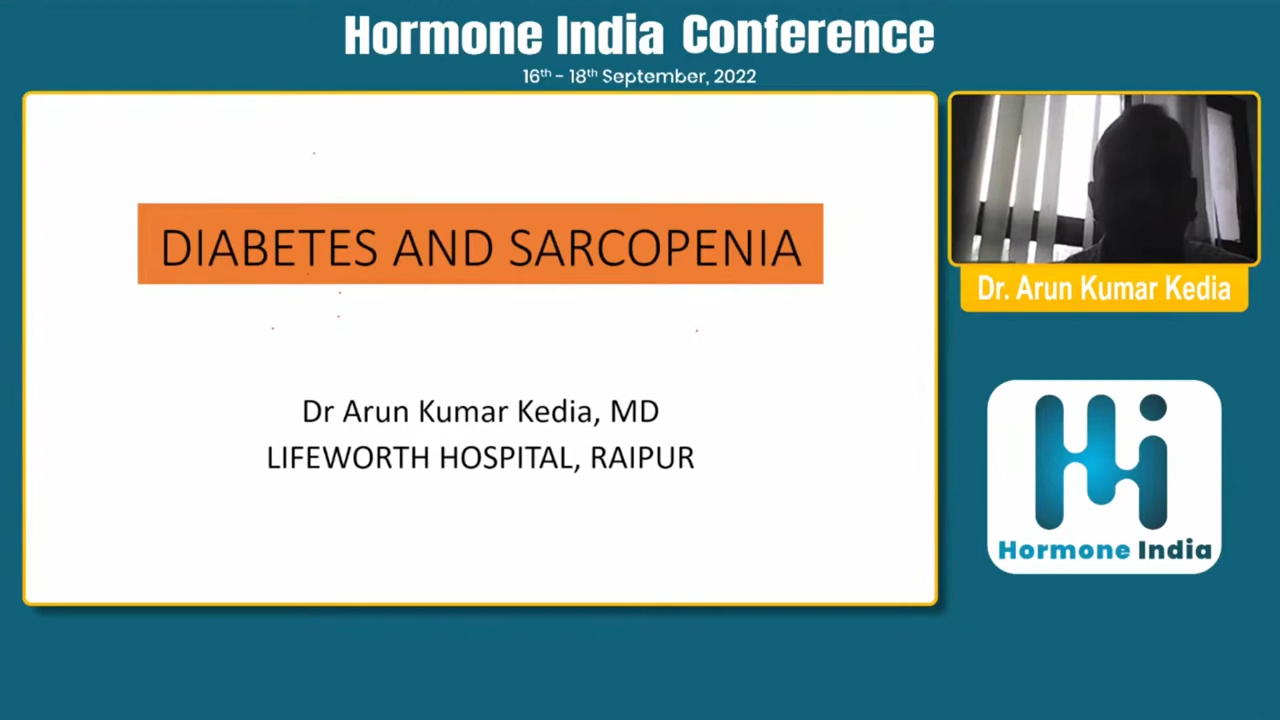 Hormone India Conference
16th - 18th September, 2022
DIABETES AND SARCOPENIA
Dr Arun Kumar Kedia, MD
LIFEWORTH HOSPITAL, RAIPUR
Dr. Arun Kumar Kedia
Hi
Hormone India